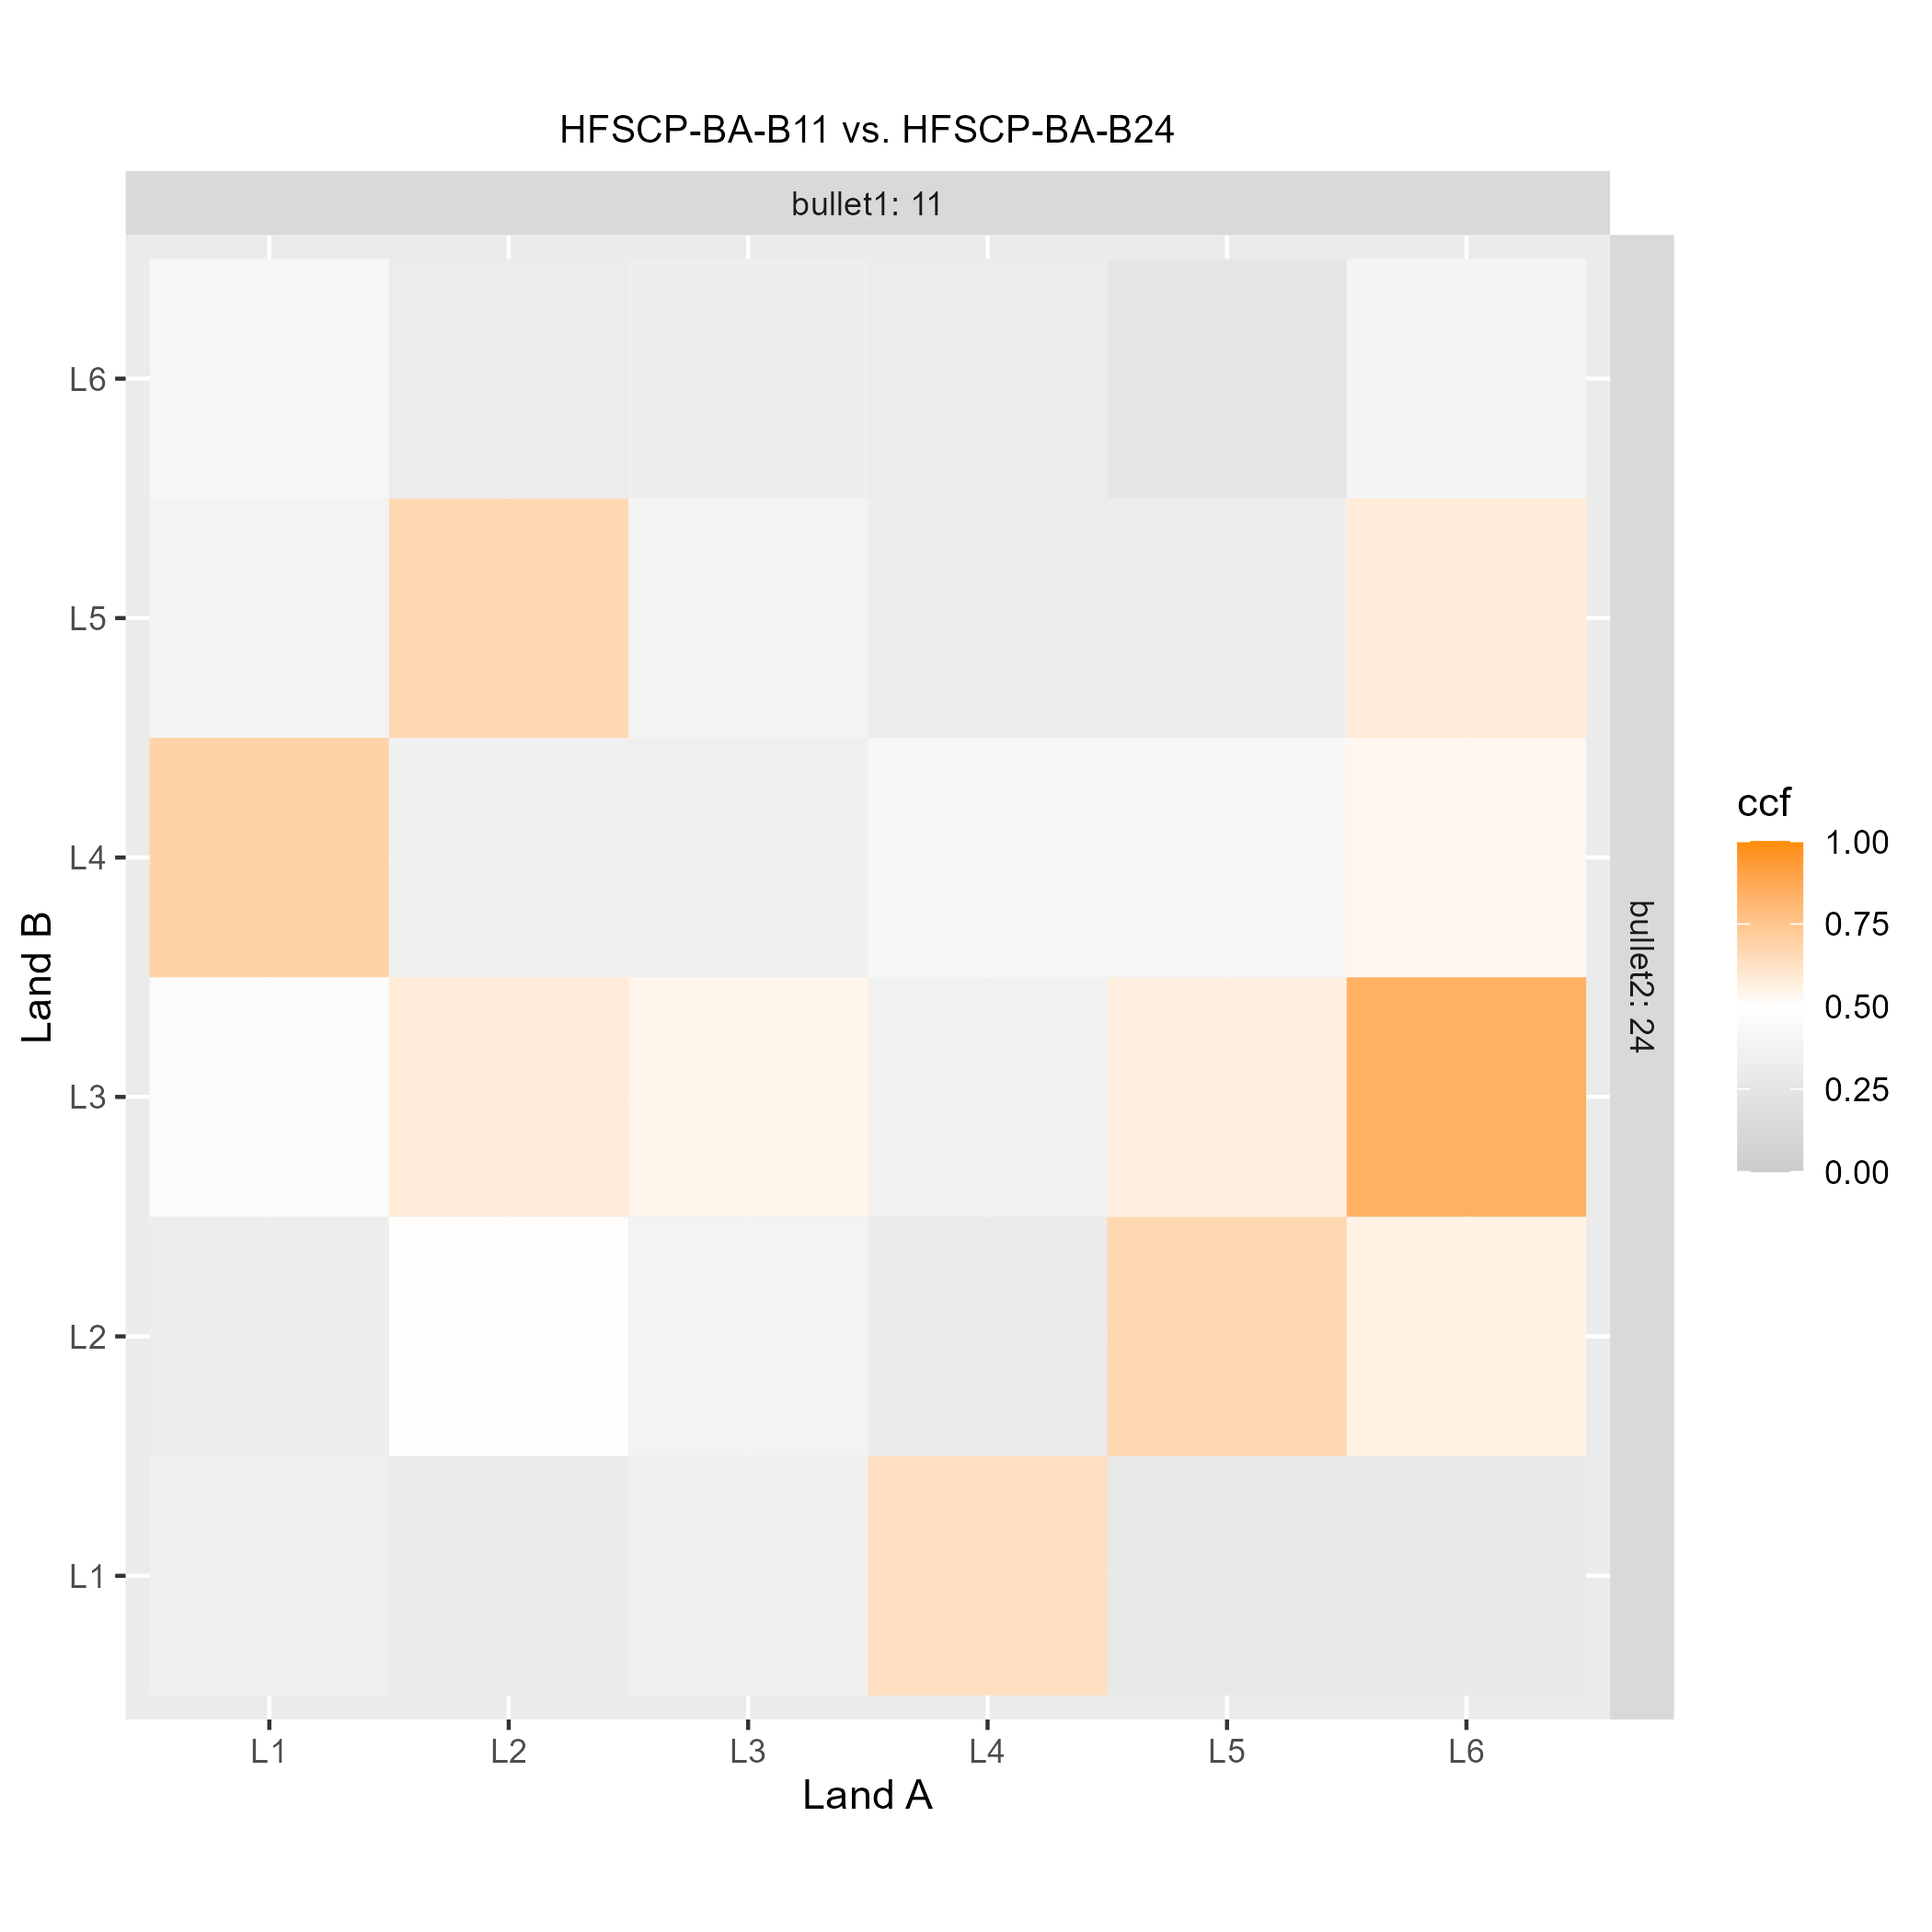 HFSCP-BA-B11 vs. HFSCP-BA-B24
bullet1: 11
L6
L5
L4
L3
L2
L1
Land B
bullet2: 24
L1
L2
L3
L4
L5
L6
Land A
ccf
1.00
0.75
0.50
0.25
0.00